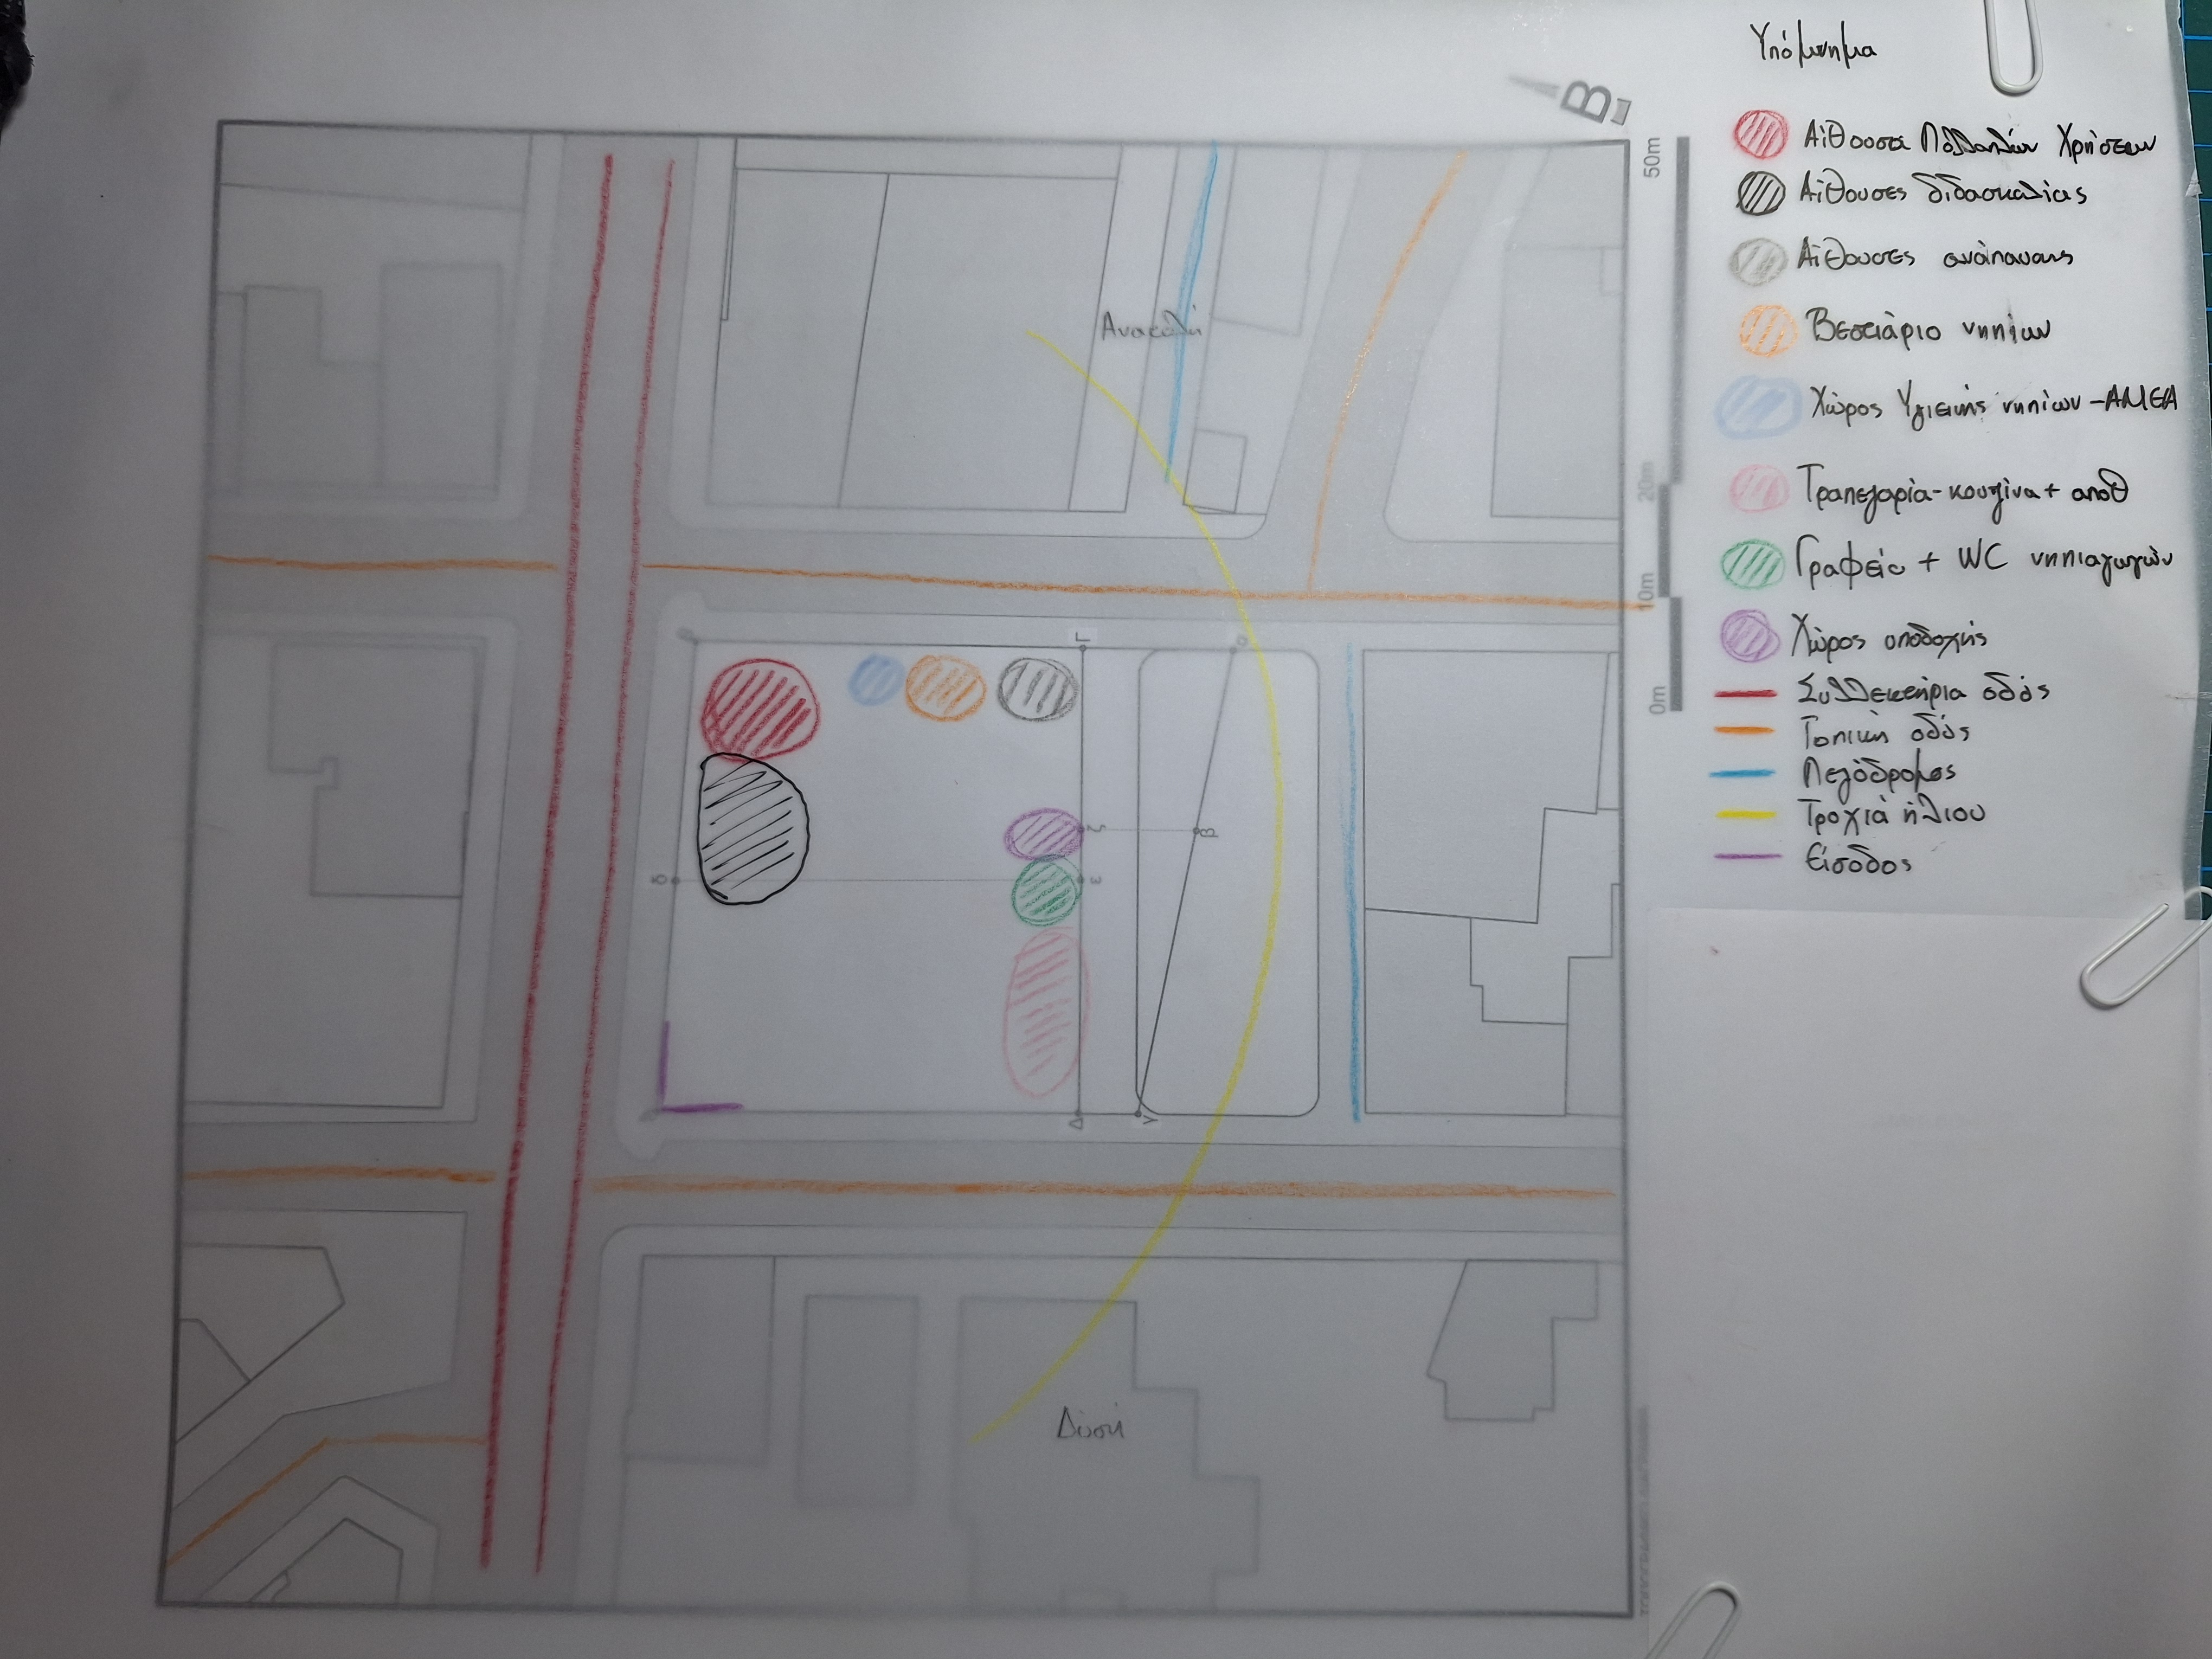 Υπόμνημα
Αίθουσα Πολλαπλών Χρήσεων
Αίθουσες διδασκαλίας
Αίθουσες ανάπαυσης
Βεστιάριο νηπίων
Χώρος Υγιεινής νηπίων - ΑΜΕΑ
Τραπεζαρία - κουζίνα + αποθ
Γραφείο + WC νηπιαγωγών
Χώρος υποδοχής
Συλλεκτήρια οδός
Τοπική οδός
Πεζόδρομος
Τροχιά ήλιου
Είσοδος
Β
50m
20m
10m
0m
Ανατολή
Γ
α
ζ
β
δ
ε
Δ
γ
Δύση